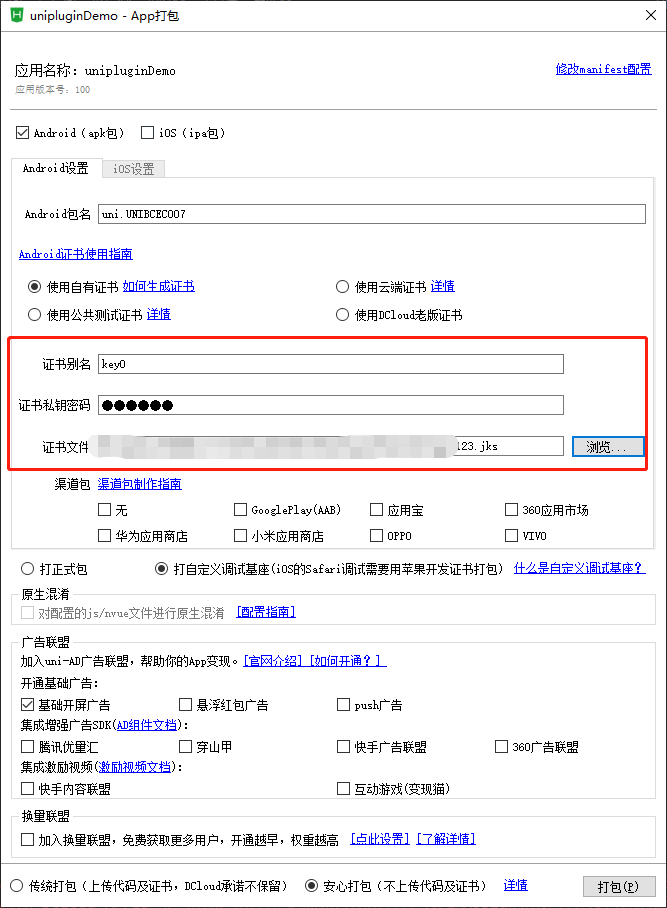 unipluginDemo - App打包
应用名称: unipluginDemo 修改manifest配置
应用版本号: 100
Android（apk包） iOS（ipa包）
Android设置 iOS设置
Android包名 uni.UNIBCEC007
Android证书使用指南
使用自有证书 如何生成证书 使用云端证书 详情
使用公共测试证书 详情 使用DCloud老版证书
证书别名 key0
证书私钥密码 ●●●●●●
证书文件 123.jks 浏览...
渠道包 渠道包制作指南
无 GooglePlay(AAB) 应用宝 360应用市场
华为应用商店 小米应用商店 OPPO VIVO
打正式包 打自定义调试基座(iOS的Safari调试需要用苹果开发证书打包) 什么是自定义调试基座？
原生混淆
对配置的js/nvue文件进行原生混淆 [配置指南]
广告联盟
加入uni-AD广告联盟，帮助你的App变现。[官网介绍] [如何开通？]
开通基础广告:
基础开屏广告 悬浮红包广告 push广告
集成增强广告SDK(AD组件文档):
腾讯优量汇 穿山甲 快手广告联盟 360广告联盟
集成激励视频(激励视频文档):
快手内容联盟 互动游戏(变现猫)
换量联盟
加入换量联盟，免费获取更多用户，开通越早，权重越高 [点此设置] [了解详情]
传统打包（上传代码及证书，DCloud承诺不保留） 安心打包（不上传代码及证书） 详情 打包(P)